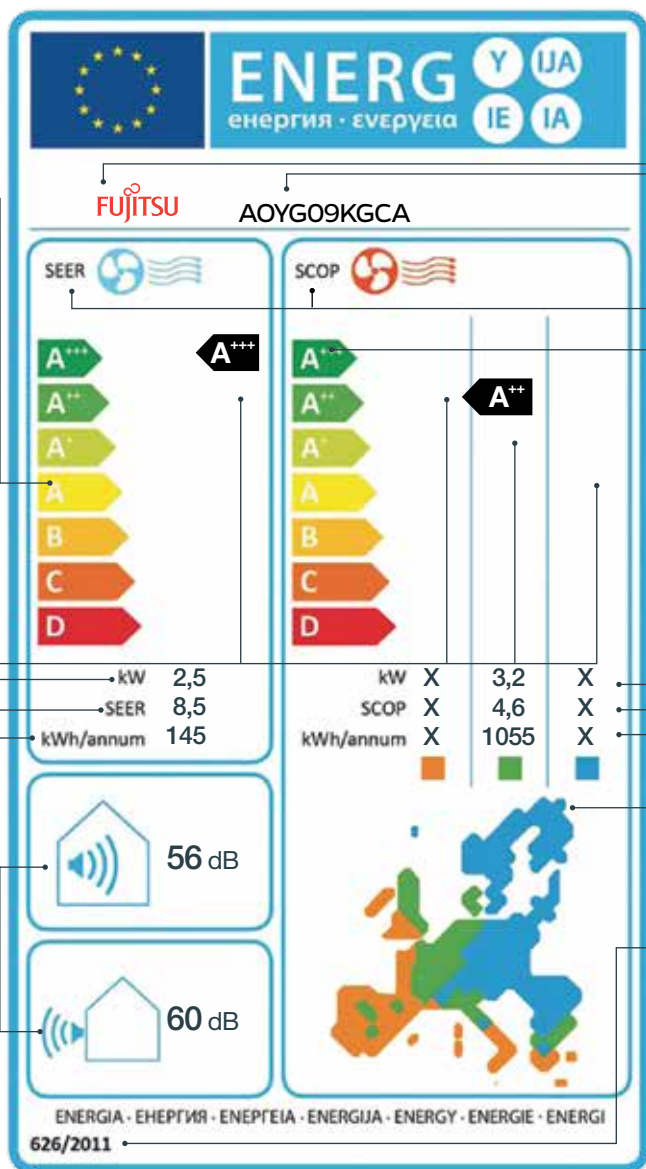 ENERG Y IJA
енергия · ενεργεια IE IA
FUJITSU AOYG09KGCA
SEER
A+++ A+++
A++
A+
A
B
C
D
kW 2,5
SEER 8,5
kWh/annum 145
SCOP
A+++
A++ A++
A+
A
B
C
D
kW X 3,2 X
SCOP X 4,6 X
kWh/annum X 1055 X
56 dB
60 dB
ENERGIA · ЕНЕРГИЯ · ΕΝΕΡΓΕΙΑ · ENERGIJA · ENERGY · ENERGIE · ENERGI
626/2011